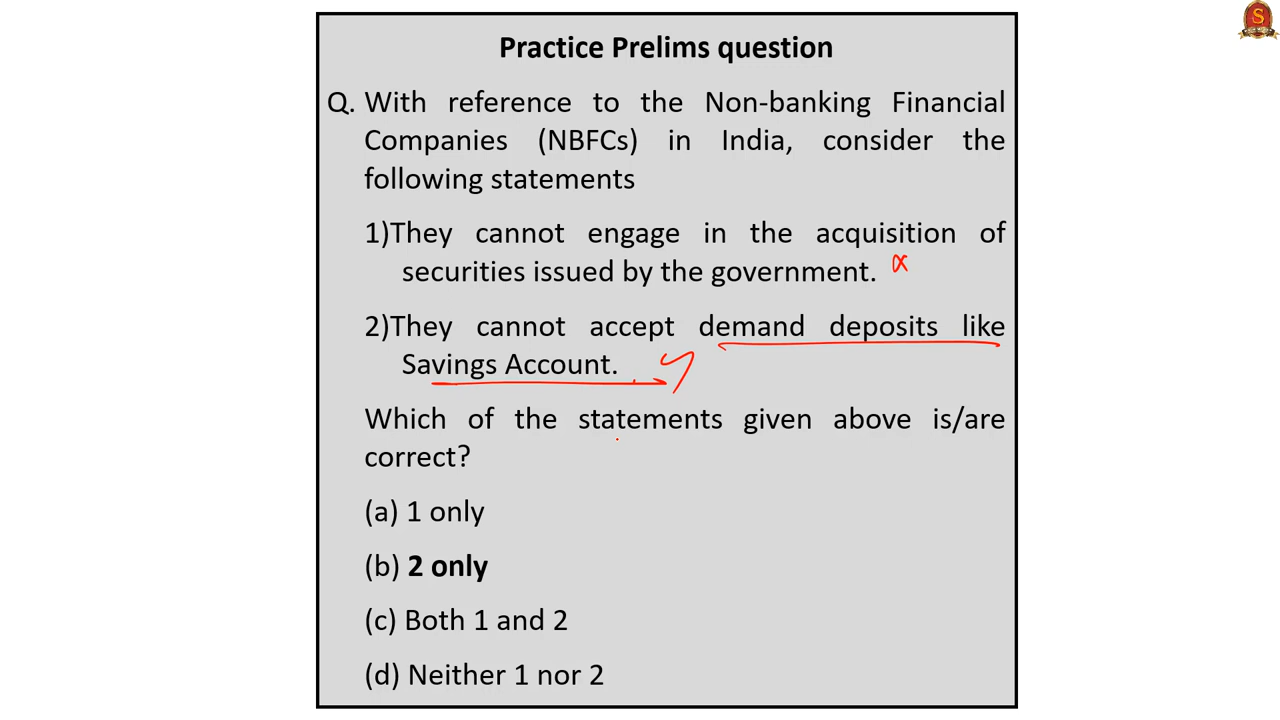 Practice Prelims question
Q. With reference to the Non-banking Financial
Companies (NBFCs) in India, consider the
following statements
1)They cannot engage in the acquisition of
securities issued by the government.
2)They cannot accept demand deposits like
Savings Account.
Which of the statements given above is/are
correct?
(a) 1 only
(b) 2 only
(c) Both 1 and 2
(d) Neither 1 nor 2
S